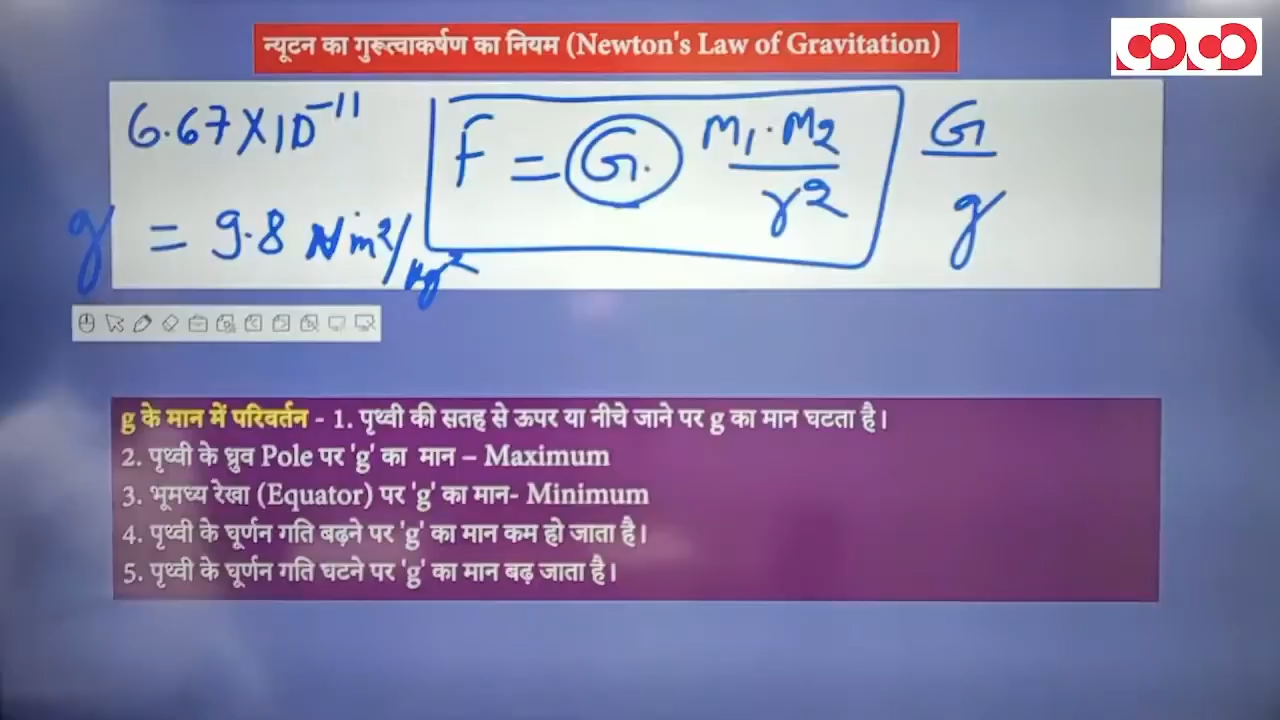 न्यूटन का गुरूत्वाकर्षण का नियम (Newton's Law of Gravitation)
6.67 X 10⁻¹¹
F = G. m₁·m₂ / r²
G / g
g = 9.8 Nm²/kg²
g के मान में परिवर्तन - 1. पृथ्वी की सतह से ऊपर या नीचे जाने पर g का मान घटता है।
2. पृथ्वी के ध्रुव Pole पर 'g' का मान – Maximum
3. भूमध्य रेखा (Equator) पर 'g' का मान- Minimum
4. पृथ्वी के घूर्णन गति बढ़ने पर 'g' का मान कम हो जाता है।
5. पृथ्वी के घूर्णन गति घटने पर 'g' का मान बढ़ जाता है।